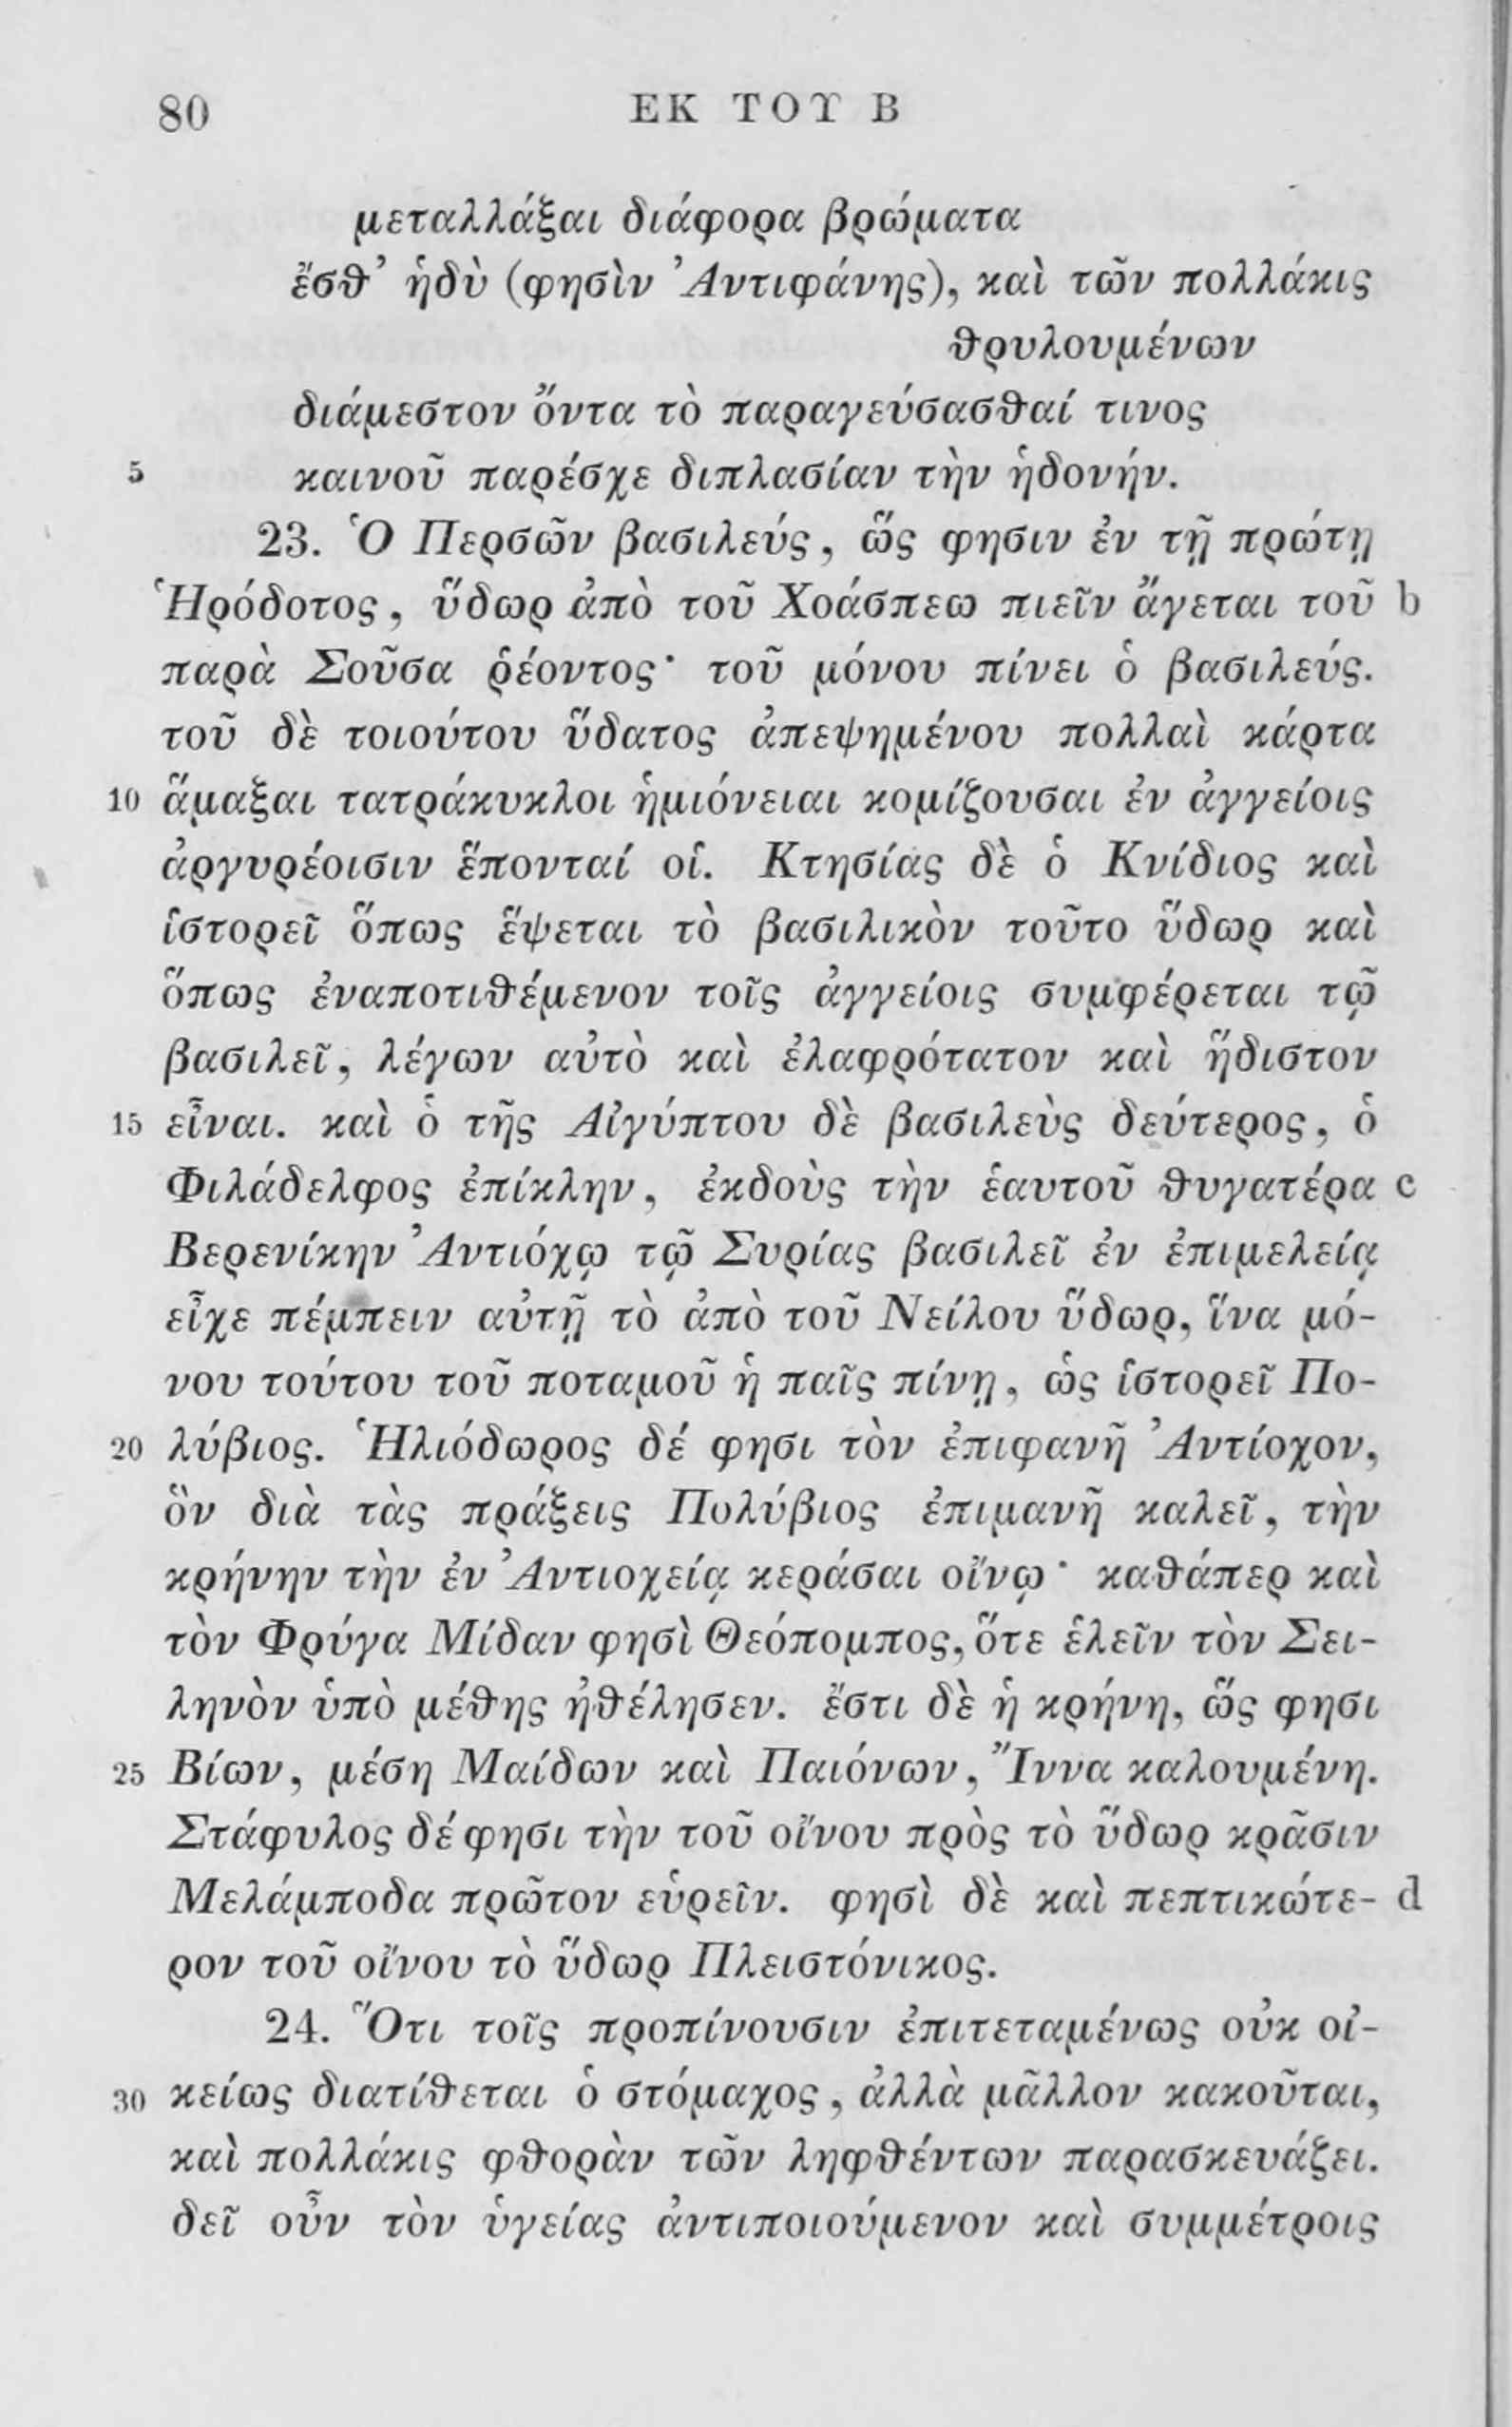 80 ΕΚ ΤΟΥ Β
μεταλλάξαι διάφορα βρώματα
ἔσθ’ ἡδὺ (φησὶν Ἀντιφάνης), καὶ τῶν πολλάκις
θρυλουμένων
διάμεστον ὄντα τὸ παραγεύσασθαί τινος
5 καινοῦ παρέσχε διπλασίαν τὴν ἡδονήν.
23. Ὁ Περσῶν βασιλεύς, ὥς φησιν ἐν τῇ πρώτῃ
Ἡρόδοτος, ὕδωρ ἀπὸ τοῦ Χοάσπεω πιεῖν ἄγεται τοῦ b
παρὰ Σοῦσα ῥέοντος· τοῦ μόνου πίνει ὁ βασιλεύς.
τοῦ δὲ τοιούτου ὕδατος ἀπεψημένου πολλαὶ κάρτα
10 ἅμαξαι τατράκυκλοι ἡμιόνειαι κομίζουσαι ἐν ἀγγείοις
ἀργυρέοισιν ἕπονταί οἱ. Κτησίας δὲ ὁ Κνίδιος καὶ
ἱστορεῖ ὅπως ἕψεται τὸ βασιλικὸν τοῦτο ὕδωρ καὶ
ὅπως ἐναποτιθέμενον τοῖς ἀγγείοις συμφέρεται τῷ
βασιλεῖ, λέγων αὐτὸ καὶ ἐλαφρότατον καὶ ἥδιστον
15 εἶναι. καὶ ὁ τῆς Αἰγύπτου δὲ βασιλεὺς δεύτερος, ὁ
Φιλάδελφος ἐπίκλην, ἐκδοὺς τὴν ἑαυτοῦ θυγατέρα c
Βερενίκην Ἀντιόχῳ τῷ Συρίας βασιλεῖ ἐν ἐπιμελείᾳ
εἶχε πέμπειν αὐτῇ τὸ ἀπὸ τοῦ Νείλου ὕδωρ, ἵνα μό-
νου τούτου τοῦ ποταμοῦ ἡ παῖς πίνῃ, ὡς ἱστορεῖ Πο-
20 λύβιος. Ἡλιόδωρος δέ φησι τὸν ἐπιφανῆ Ἀντίοχον,
ὃν διὰ τὰς πράξεις Πολύβιος ἐπιμανῆ καλεῖ, τὴν
κρήνην τὴν ἐν Ἀντιοχείᾳ κεράσαι οἴνῳ· καθάπερ καὶ
τὸν Φρύγα Μίδαν φησὶ Θεόπομπος, ὅτε ἑλεῖν τὸν Σει-
ληνὸν ὑπὸ μέθης ἠθέλησεν. ἔστι δὲ ἡ κρήνη, ὥς φησι
25 Βίων, μέση Μαίδων καὶ Παιόνων, Ἴννα καλουμένη.
Στάφυλος δέ φησι τὴν τοῦ οἴνου πρὸς τὸ ὕδωρ κρᾶσιν
Μελάμποδα πρῶτον εὑρεῖν. φησὶ δὲ καὶ πεπτικώτε- d
ρον τοῦ οἴνου τὸ ὕδωρ Πλειστόνικος.
24. Ὅτι τοῖς προπίνουσιν ἐπιτεταμένως οὐκ οἰ-
30 κείως διατίθεται ὁ στόμαχος, ἀλλὰ μᾶλλον κακοῦται,
καὶ πολλάκις φθορὰν τῶν ληφθέντων παρασκευάζει.
δεῖ οὖν τὸν ὑγείας ἀντιποιούμενον καὶ συμμέτροις